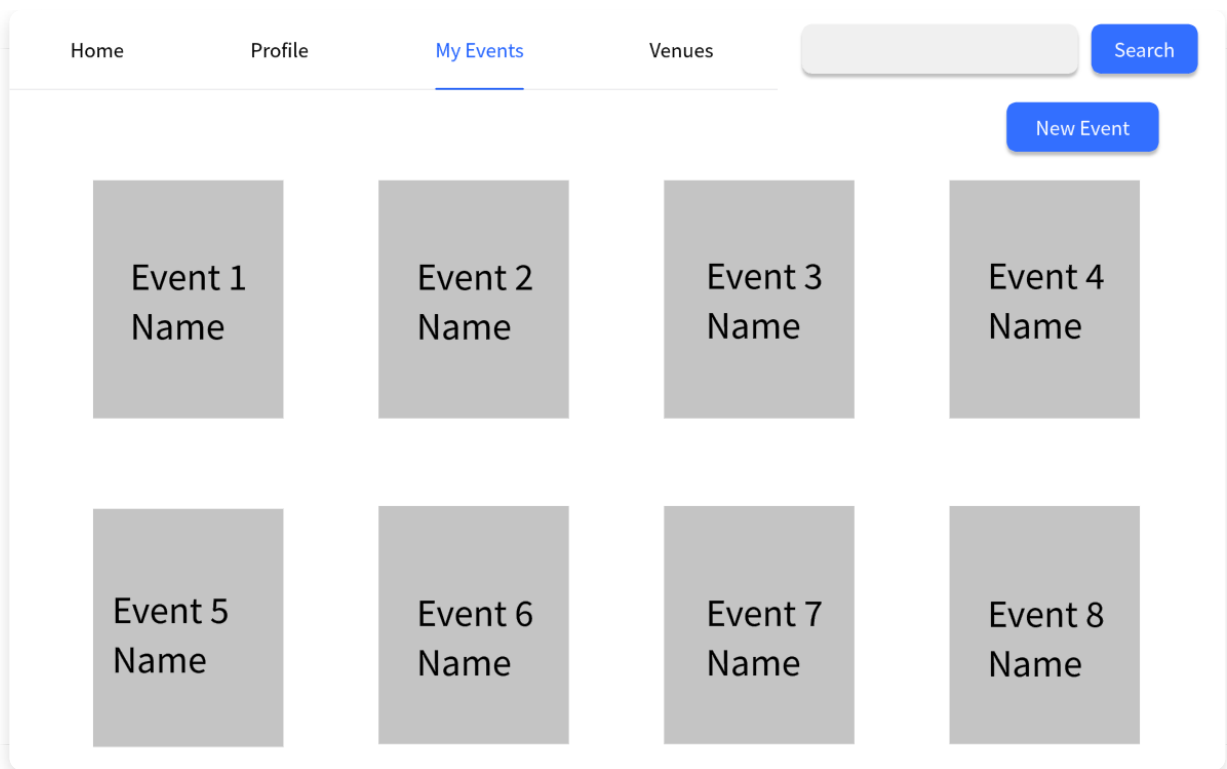 Home Profile My Events Venues Search
New Event
Event 1
Name
Event 2
Name
Event 3
Name
Event 4
Name
Event 5
Name
Event 6
Name
Event 7
Name
Event 8
Name